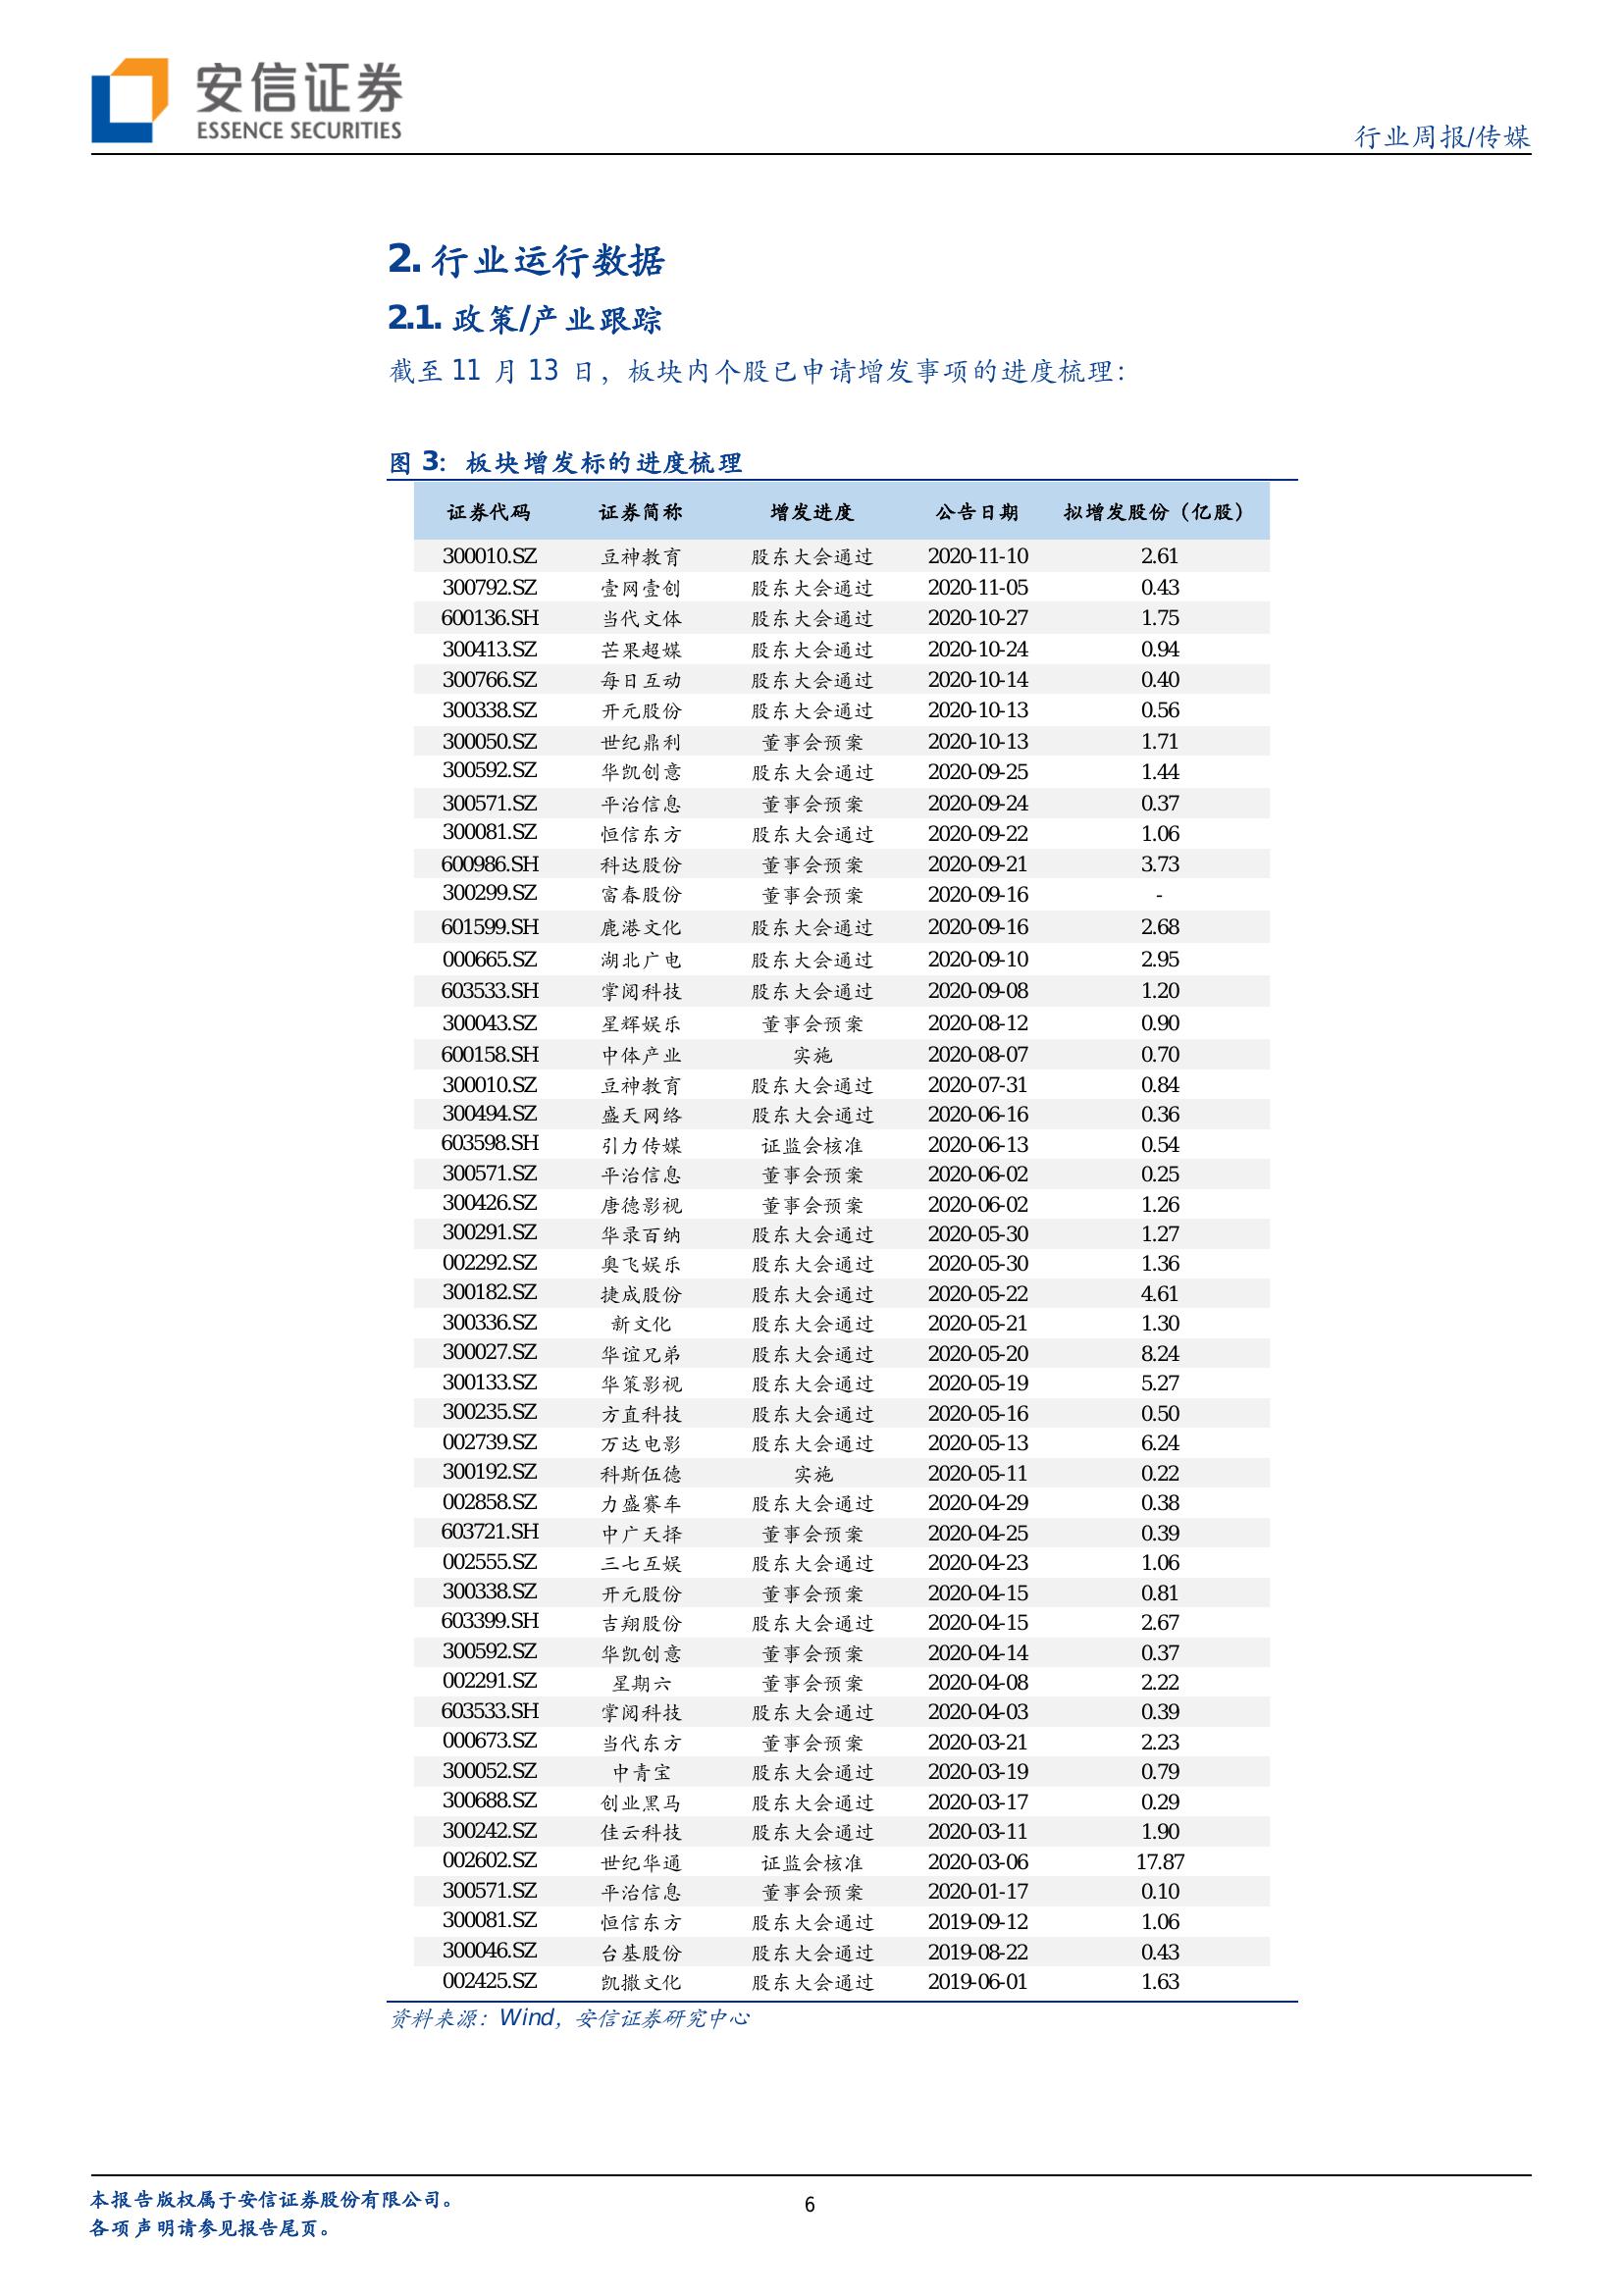 安信证券
ESSENCE SECURITIES
行业周报/传媒
2. 行业运行数据
2.1. 政策/产业跟踪
截至 11 月 13 日，板块内个股已申请增发事项的进度梳理：
图 3：板块增发标的进度梳理
证券代码 证券简称 增发进度 公告日期 拟增发股份（亿股）
300010.SZ 豆神教育 股东大会通过 2020-11-10 2.61
300792.SZ 壹网壹创 股东大会通过 2020-11-05 0.43
600136.SH 当代文体 股东大会通过 2020-10-27 1.75
300413.SZ 芒果超媒 股东大会通过 2020-10-24 0.94
300766.SZ 每日互动 股东大会通过 2020-10-14 0.40
300338.SZ 开元股份 股东大会通过 2020-10-13 0.56
300050.SZ 世纪鼎利 董事会预案 2020-10-13 1.71
300592.SZ 华凯创意 股东大会通过 2020-09-25 1.44
300571.SZ 平治信息 董事会预案 2020-09-24 0.37
300081.SZ 恒信东方 股东大会通过 2020-09-22 1.06
600986.SH 科达股份 董事会预案 2020-09-21 3.73
300299.SZ 富春股份 董事会预案 2020-09-16 -
601599.SH 鹿港文化 股东大会通过 2020-09-16 2.68
000665.SZ 湖北广电 股东大会通过 2020-09-10 2.95
603533.SH 掌阅科技 股东大会通过 2020-09-08 1.20
300043.SZ 星辉娱乐 董事会预案 2020-08-12 0.90
600158.SH 中体产业 实施 2020-08-07 0.70
300010.SZ 豆神教育 股东大会通过 2020-07-31 0.84
300494.SZ 盛天网络 股东大会通过 2020-06-16 0.36
603598.SH 引力传媒 证监会核准 2020-06-13 0.54
300571.SZ 平治信息 董事会预案 2020-06-02 0.25
300426.SZ 唐德影视 董事会预案 2020-06-02 1.26
300291.SZ 华录百纳 股东大会通过 2020-05-30 1.27
002292.SZ 奥飞娱乐 股东大会通过 2020-05-30 1.36
300182.SZ 捷成股份 股东大会通过 2020-05-22 4.61
300336.SZ 新文化 股东大会通过 2020-05-21 1.30
300027.SZ 华谊兄弟 股东大会通过 2020-05-20 8.24
300133.SZ 华策影视 股东大会通过 2020-05-19 5.27
300235.SZ 方直科技 股东大会通过 2020-05-16 0.50
002739.SZ 万达电影 股东大会通过 2020-05-13 6.24
300192.SZ 科斯伍德 实施 2020-05-11 0.22
002858.SZ 力盛赛车 股东大会通过 2020-04-29 0.38
603721.SH 中广天择 董事会预案 2020-04-25 0.39
002555.SZ 三七互娱 股东大会通过 2020-04-23 1.06
300338.SZ 开元股份 董事会预案 2020-04-15 0.81
603399.SH 吉翔股份 股东大会通过 2020-04-15 2.67
300592.SZ 华凯创意 董事会预案 2020-04-14 0.37
002291.SZ 星期六 董事会预案 2020-04-08 2.22
603533.SH 掌阅科技 股东大会通过 2020-04-03 0.39
000673.SZ 当代东方 董事会预案 2020-03-21 2.23
300052.SZ 中青宝 股东大会通过 2020-03-19 0.79
300688.SZ 创业黑马 股东大会通过 2020-03-17 0.29
300242.SZ 佳云科技 股东大会通过 2020-03-11 1.90
002602.SZ 世纪华通 证监会核准 2020-03-06 17.87
300571.SZ 平治信息 董事会预案 2020-01-17 0.10
300081.SZ 恒信东方 股东大会通过 2019-09-12 1.06
300046.SZ 台基股份 股东大会通过 2019-08-22 0.43
002425.SZ 凯撒文化 股东大会通过 2019-06-01 1.63
资料来源：Wind，安信证券研究中心
本报告版权属于安信证券股份有限公司。
各项声明请参见报告尾页。
6